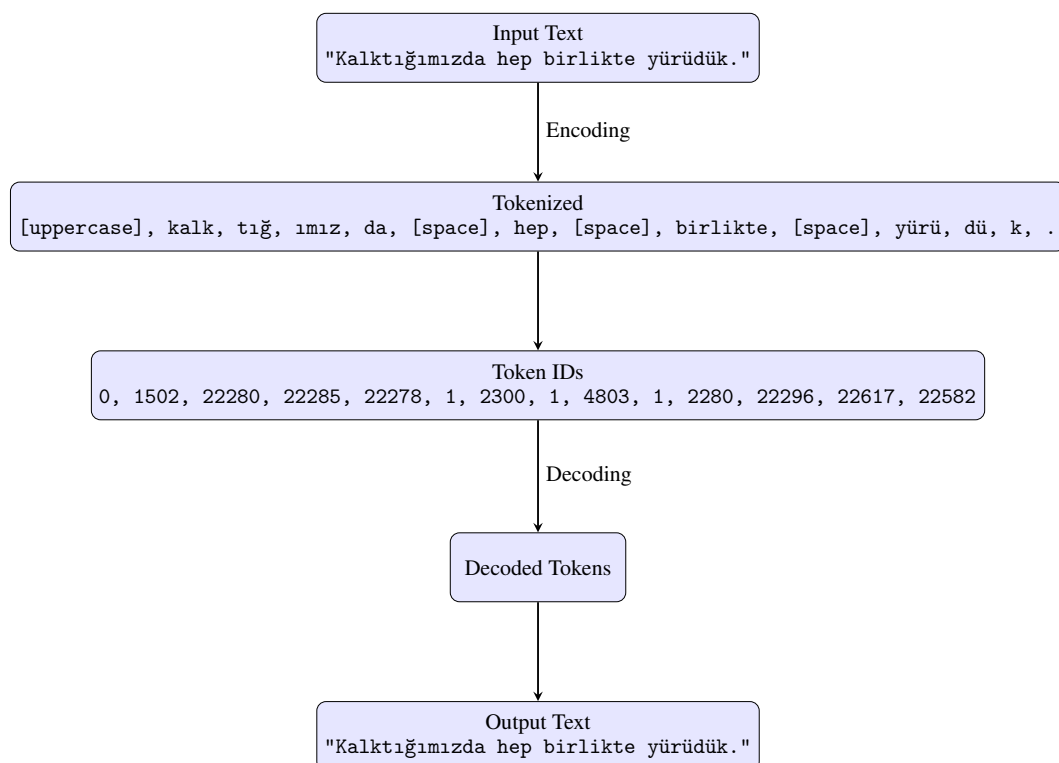 Input Text
"Kalktığımızda hep birlikte yürüdük."
Encoding
Tokenized
[uppercase], kalk, tığ, ımız, da, [space], hep, [space], birlikte, [space], yürü, dü, k, .
Token IDs
0, 1502, 22280, 22285, 22278, 1, 2300, 1, 4803, 1, 2280, 22296, 22617, 22582
Decoding
Decoded Tokens
Output Text
"Kalktığımızda hep birlikte yürüdük."